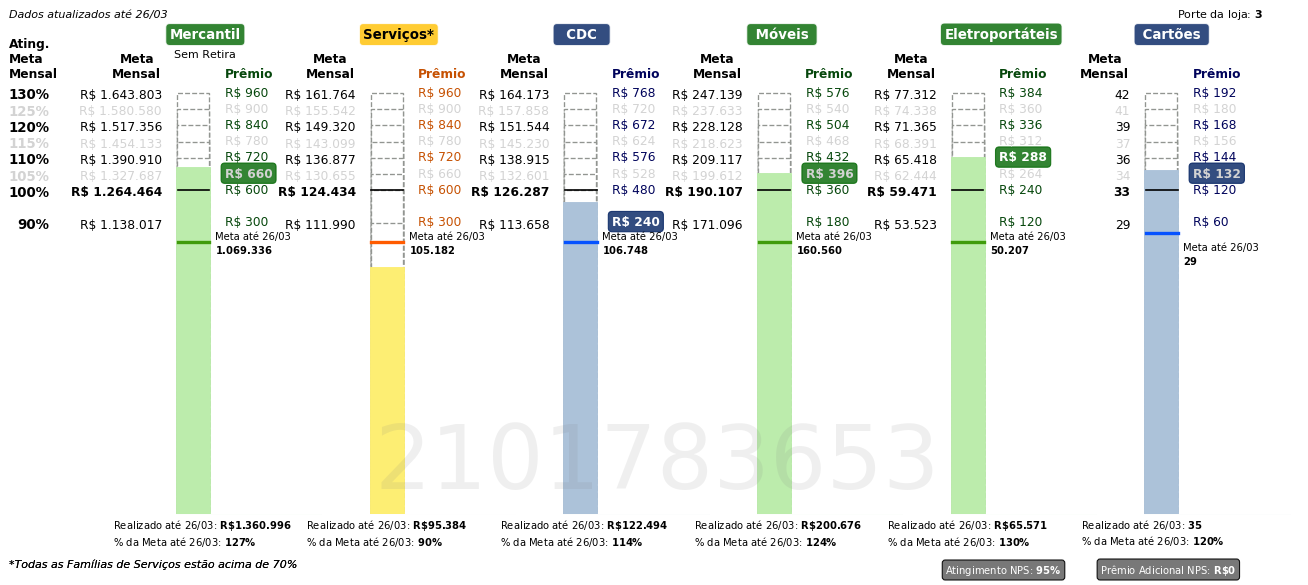 Dados atualizados até 26/03 Porte da loja: 3
Mercantil Serviços* CDC Móveis Eletroportáteis Cartões
Sem Retira
Ating. Meta Mensal Meta Mensal Prêmio Meta Mensal Prêmio Meta Mensal Prêmio Meta Mensal Prêmio Meta Mensal Prêmio Meta Mensal Prêmio
130% R$ 1.643.803 R$ 960 R$ 161.764 R$ 960 R$ 164.173 R$ 768 R$ 247.139 R$ 576 R$ 77.312 R$ 384 42 R$ 192
125% R$ 1.580.580 R$ 900 R$ 155.542 R$ 900 R$ 157.858 R$ 720 R$ 237.633 R$ 540 R$ 74.338 R$ 360 41 R$ 180
120% R$ 1.517.356 R$ 840 R$ 149.320 R$ 840 R$ 151.544 R$ 672 R$ 228.128 R$ 504 R$ 71.365 R$ 336 39 R$ 168
115% R$ 1.454.133 R$ 780 R$ 143.099 R$ 780 R$ 145.230 R$ 624 R$ 218.623 R$ 468 R$ 68.391 R$ 312 37 R$ 156
110% R$ 1.390.910 R$ 720 R$ 136.877 R$ 720 R$ 138.915 R$ 576 R$ 209.117 R$ 432 R$ 65.418 R$ 288 36 R$ 144
105% R$ 1.327.687 R$ 660 R$ 130.655 R$ 660 R$ 132.601 R$ 528 R$ 199.612 R$ 396 R$ 62.444 R$ 264 34 R$ 132
100% R$ 1.264.464 R$ 600 R$ 124.434 R$ 600 R$ 126.287 R$ 480 R$ 190.107 R$ 360 R$ 59.471 R$ 240 33 R$ 120
90% R$ 1.138.017 R$ 300 R$ 111.990 R$ 300 R$ 113.658 R$ 240 R$ 171.096 R$ 180 R$ 53.523 R$ 120 29 R$ 60
Meta até 26/03 Meta até 26/03 Meta até 26/03 Meta até 26/03 Meta até 26/03 Meta até 26/03
1.069.336 105.182 106.748 160.560 50.207 29
2101783653
Realizado até 26/03: R$1.360.996 Realizado até 26/03: R$95.384 Realizado até 26/03: R$122.494 Realizado até 26/03: R$200.676 Realizado até 26/03: R$65.571 Realizado até 26/03: 35
% da Meta até 26/03: 127% % da Meta até 26/03: 90% % da Meta até 26/03: 114% % da Meta até 26/03: 124% % da Meta até 26/03: 130% % da Meta até 26/03: 120%
*Todas as Famílias de Serviços estão acima de 70% Atingimento NPS: 95% Prêmio Adicional NPS: R$0